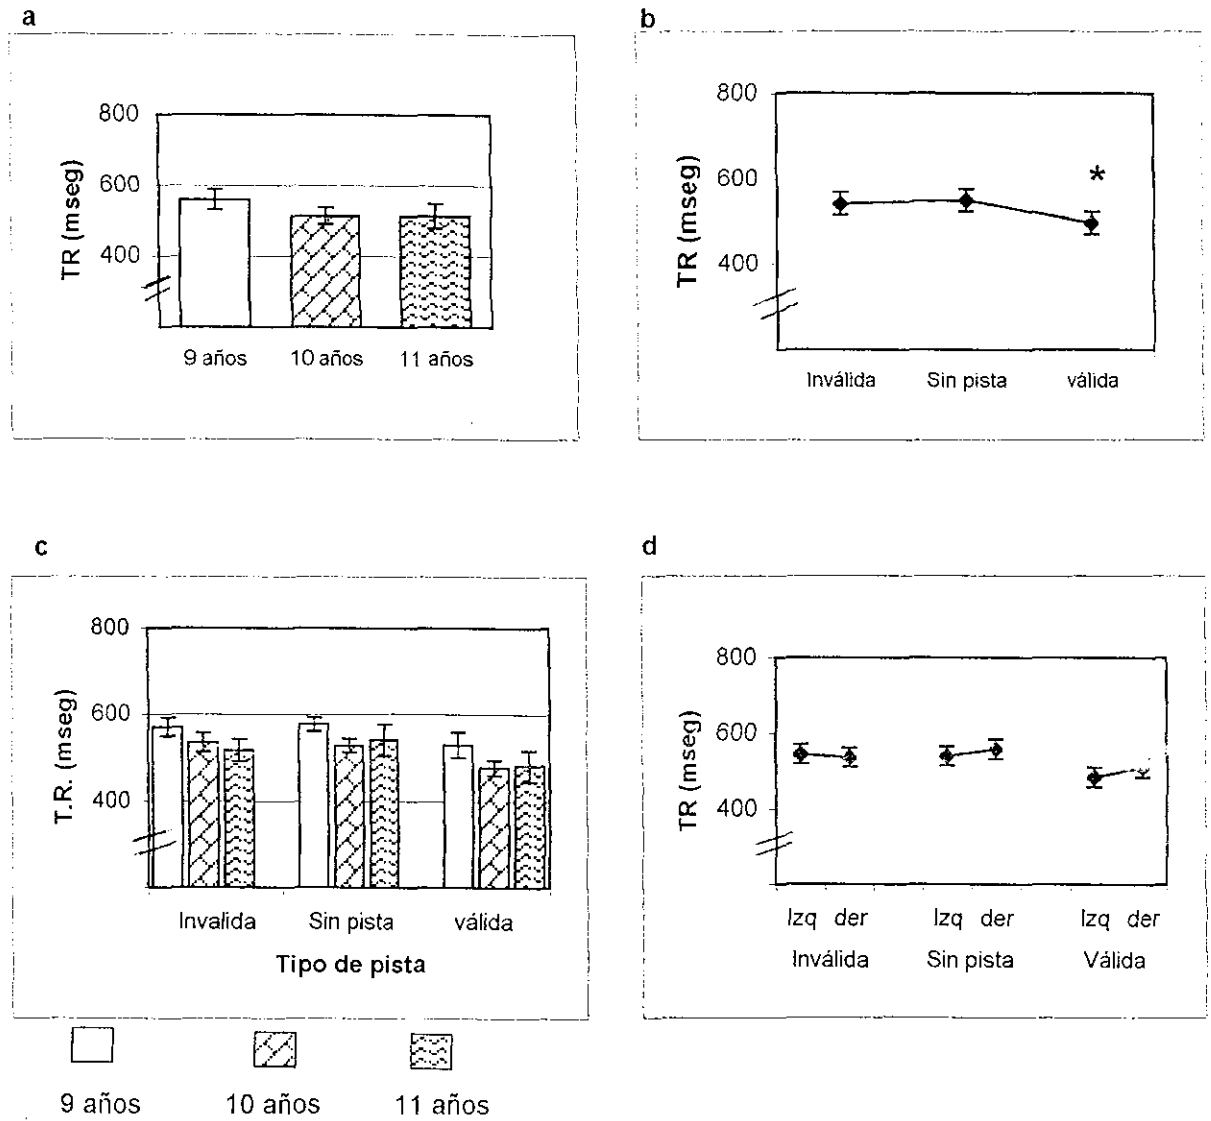 a
800
600
400
TR (mseg)
9 años 10 años 11 años
b
800
600
400
TR (mseg)
*
Inválida Sin pista válida
c
800
600
400
T.R. (mseg)
Invalida Sin pista válida
Tipo de pista
9 años 10 años 11 años
d
800
600
400
TR (mseg)
Izq der Izq der Izq der
Inválida Sin pista Válida